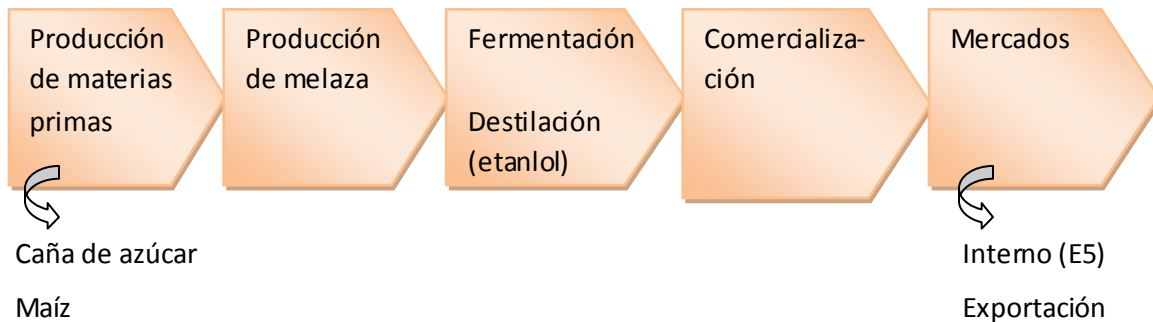 Producción
de materias
primas
Producción
de melaza
Fermentación
Destilación
(etanlol)
Comercializa-
ción
Mercados
Caña de azúcar
Maíz
Interno (E5)
Exportación